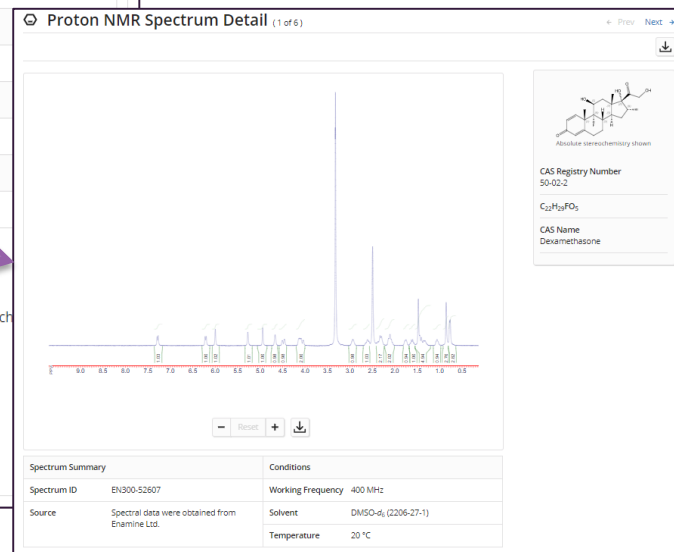 Proton NMR Spectrum Detail (1 of 6)
← Prev Next →
ch
9.0 8.5 8.0 7.5 7.0 6.5 6.0 5.5 5.0 4.5 4.0 3.5 3.0 2.5 2.0 1.5 1.0 0.5
− Reset +
Absolute stereochemistry shown
CAS Registry Number
50-02-2
C₂₂H₂₉FO₅
CAS Name
Dexamethasone
Spectrum Summary
Spectrum ID EN300-52607
Source Spectral data were obtained from
Enamine Ltd.
Conditions
Working Frequency 400 MHz
Solvent DMSO-d₆ (2206-27-1)
Temperature 20 °C